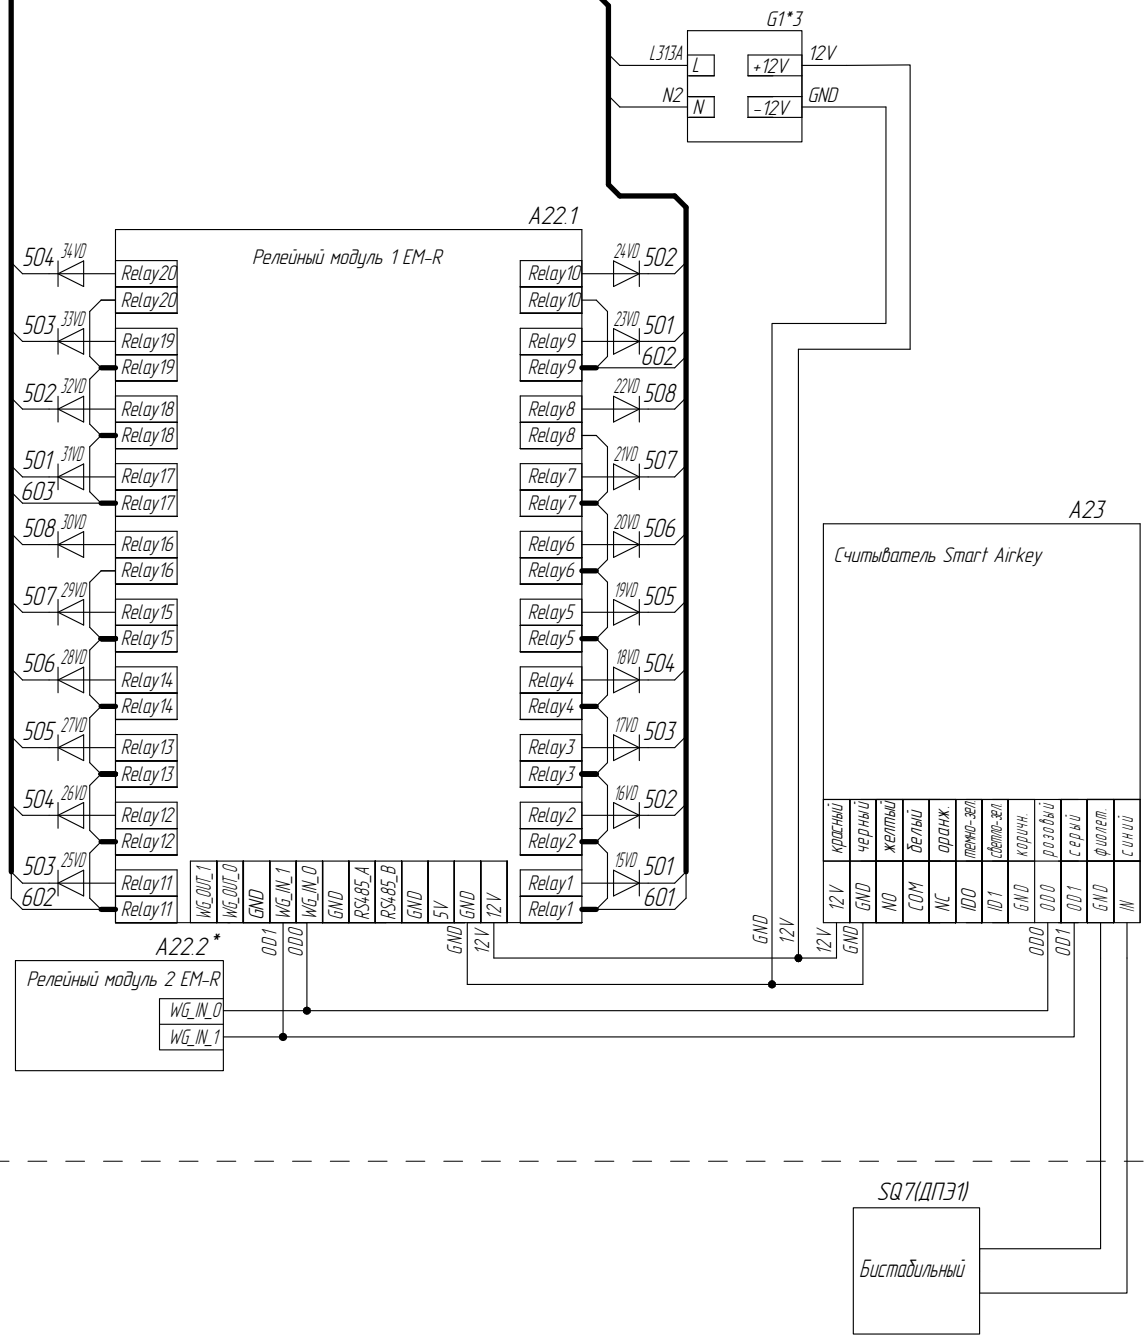 G1*3
L313A
L
+12V
12V
N2
N
-12V
GND
A22.1
Релейный модуль 1 EM-R
504 34VD Relay20
Relay20
503 33VD Relay19
Relay19
502 32VD Relay18
Relay18
501 31VD Relay17
603 Relay17
508 30VD Relay16
Relay16
507 29VD Relay15
Relay15
506 28VD Relay14
Relay14
505 27VD Relay13
Relay13
504 26VD Relay12
Relay12
503 25VD Relay11
602 Relay11
Relay10 24VD 502
Relay10
Relay9 23VD 501
Relay9 602
Relay8 22VD 508
Relay8
Relay7 21VD 507
Relay7
Relay6 20VD 506
Relay6
Relay5 19VD 505
Relay5
Relay4 18VD 504
Relay4
Relay3 17VD 503
Relay3
Relay2 16VD 502
Relay2
Relay1 15VD 501
Relay1 601
WG_OUT_1
WG_OUT_0
GND
WG_IN_1
WG_IN_0
GND
RS485_A
RS485_B
GND
5V
GND
12V
OD1
OD0
GND
12V
GND
12V
A23
Считыватель Smart Airkey
красный
черный
желтый
белый
оранж.
темно-зел.
светло-зел.
коричн.
розовый
серый
фиолет.
синий
12V
GND
NO
COM
NC
ID0
ID1
GND
OD0
OD1
GND
IN
12V
GND
OD0
OD1
A22.2*
Релейный модуль 2 EM-R
WG_IN_0
WG_IN_1
SQ7(ДПЭ1)
Бистабильный